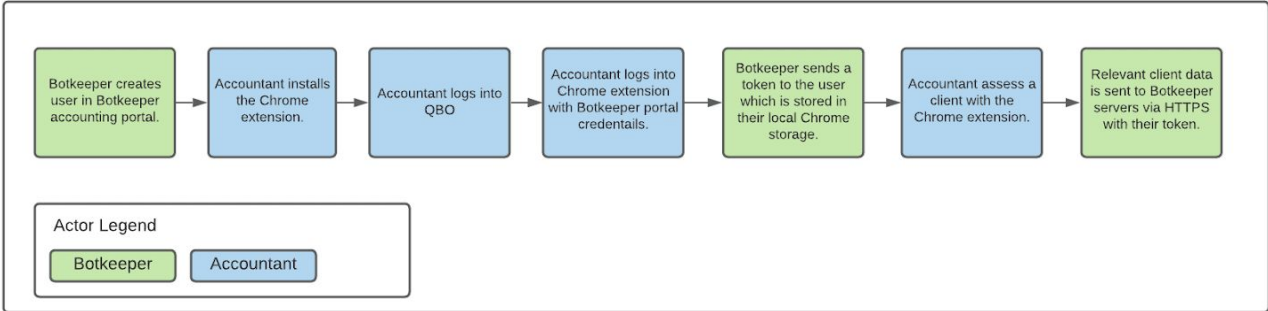 Botkeeper creates
user in Botkeeper
accounting portal.
Accountant installs
the Chrome
extension.
Accountant logs into
QBO
Accountant logs into
Chrome extension
with Botkeeper portal
credentails.
Botkeeper sends a
token to the user
which is stored in
their local Chrome
storage.
Accountant assess a
client with the
Chrome extension.
Relevant client data
is sent to Botkeeper
servers via HTTPS
with their token.
Actor Legend
Botkeeper
Accountant